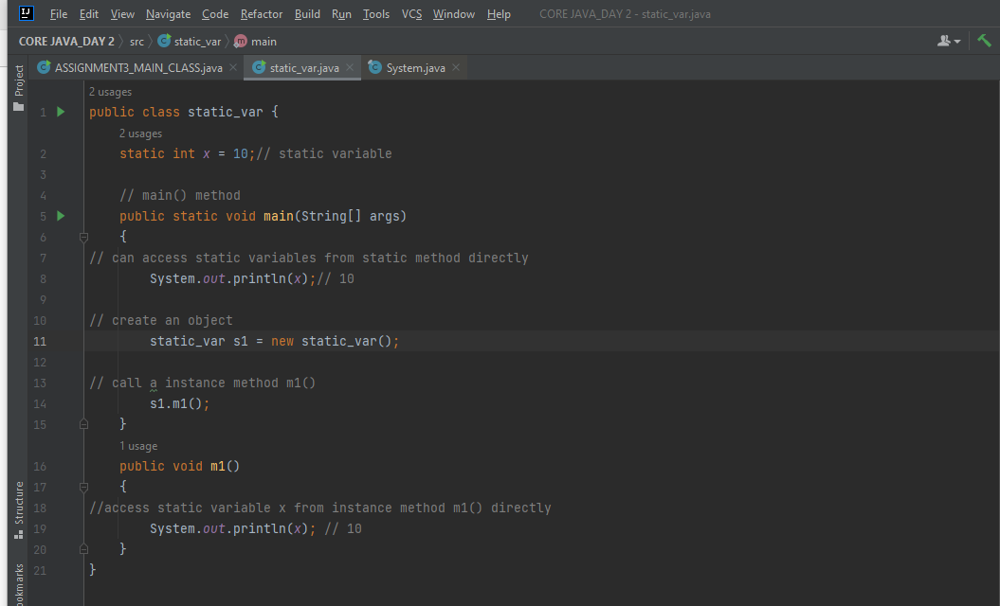 IJ File Edit View Navigate Code Refactor Build Run Tools VCS Window Help CORE JAVA_DAY 2 - static_var.java
CORE JAVA_DAY 2 src static_var main
ASSIGNMENT3_MAIN_CLASS.java static_var.java System.java
Project
2 usages
1 public class static_var {
2 usages
2 static int x = 10;// static variable
3
4 // main() method
5 public static void main(String[] args)
6 {
7 // can access static variables from static method directly
8 System.out.println(x);// 10
9
10 // create an object
11 static_var s1 = new static_var();
12
13 // call a instance method m1()
14 s1.m1();
15 }
1 usage
16 public void m1()
17 {
18 //access static variable x from instance method m1() directly
19 System.out.println(x); // 10
20 }
21 }
Structure
ookmarks